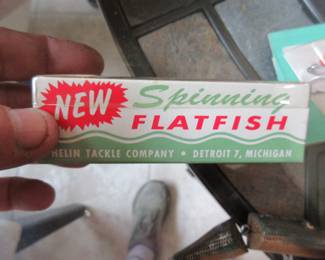 NEW
Spinning
FLATFISH
HELIN TACKLE COMPANY • DETROIT 7, MICHIGAN